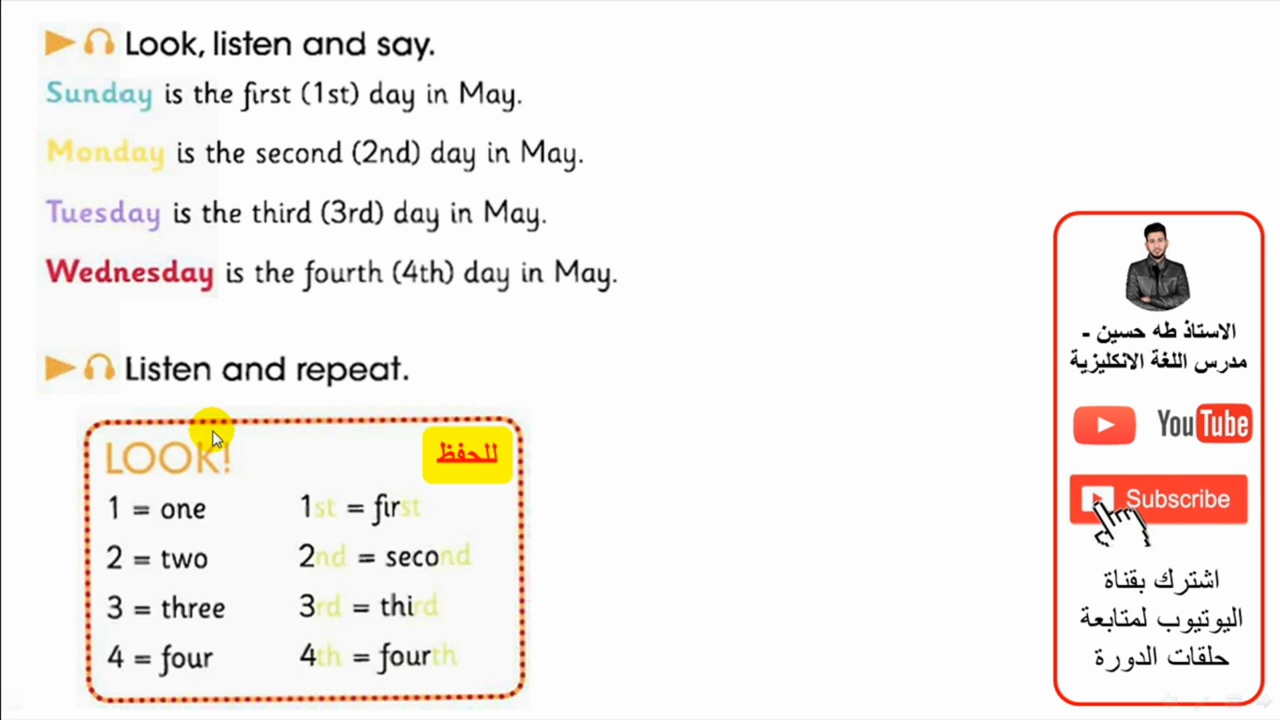 Look, listen and say.
Sunday is the first (1st) day in May.
Monday is the second (2nd) day in May.
Tuesday is the third (3rd) day in May.
Wednesday is the fourth (4th) day in May.
Listen and repeat.
LOOK!
للحفظ
1 = one 1st = first
2 = two 2nd = second
3 = three 3rd = third
4 = four 4th = fourth
الاستاذ طه حسين -
مدرس اللغة الانكليزية
YouTube
Subscribe
اشترك بقناة
اليوتيوب لمتابعة
حلقات الدورة